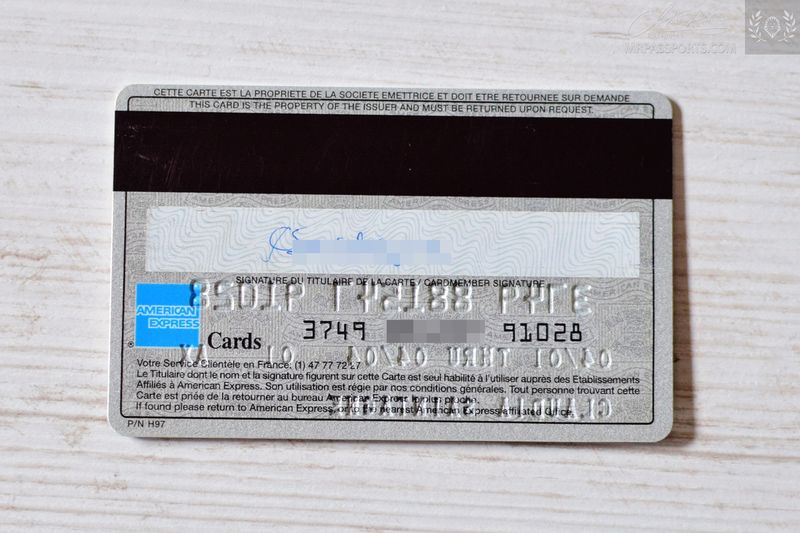 MRPASSPORTS.COM
CETTE CARTE EST LA PROPRIETE DE LA SOCIETE EMETTRICE ET DOIT ETRE RETOURNEE SUR DEMANDE
THIS CARD IS THE PROPERTY OF THE ISSUER AND MUST BE RETURNED UPON REQUEST.
SIGNATURE DU TITULAIRE DE LA CARTE / CARDMEMBER SIGNATURE
AMERICAN
EXPRESS
® Cards
3749 91028
Votre Service Clientèle en France: (1) 47 77 72
Le Titulaire dont le nom et la signature figurent sur cette Carte est seul habilité à l'utiliser auprès des Etablissements
Affiliés à American Express. Son utilisation est régie par nos conditions générales. Tout personne trouvant cette
Carte est priée de la retourner au bureau American Express le plus proche.
If found please return to American Express, or to the nearest American Express affiliated Office.
P/N H97